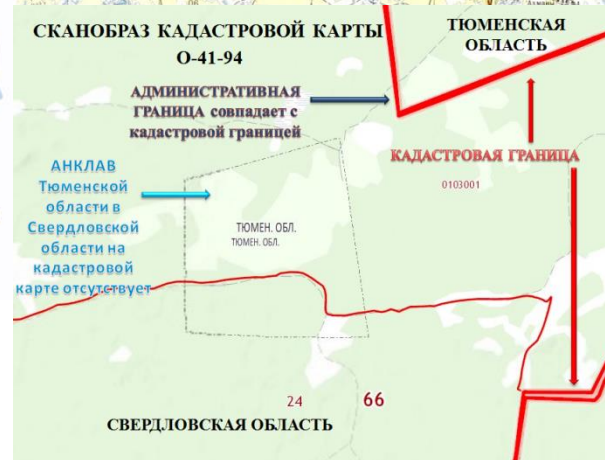 СКАНОБРАЗ КАДАСТРОВОЙ КАРТЫ
О-41-94
ТЮМЕНСКАЯ
ОБЛАСТЬ
АДМИНИСТРАТИВНАЯ
ГРАНИЦА совпадает с
кадастровой границей
КАДАСТРОВАЯ ГРАНИЦА
0103001
АНКЛАВ
Тюменской
области в
Свердловской
области на
кадастровой
карте отсутствует
ТЮМЕН. ОБЛ.
ТЮМЕН. ОБЛ.
24
66
СВЕРДЛОВСКАЯ ОБЛАСТЬ